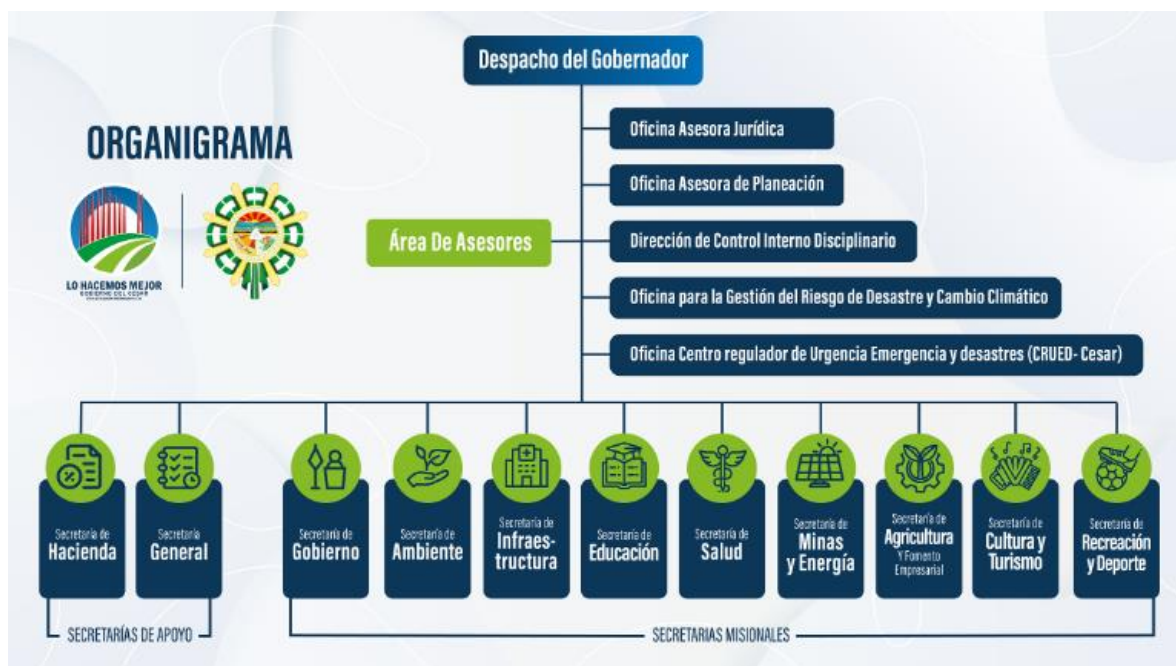 Despacho del Gobernador
ORGANIGRAMA
LO HACEMOS MEJOR
GOBIERNO DEL CESAR
Oficina Asesora Jurídica
Oficina Asesora de Planeación
Área De Asesores
Dirección de Control Interno Disciplinario
Oficina para la Gestión del Riesgo de Desastre y Cambio Climático
Oficina Centro regulador de Urgencia Emergencia y desastres (CRUED- Cesar)
Secretaría de
Hacienda
Secretaría
General
Secretaría de
Gobierno
Secretaría de
Ambiente
Secretaría de
Infraes-
tructura
Secretaría de
Educación
Secretaría de
Salud
Secretaría de
Minas
y Energía
Secretaría de
Agricultura
Y Fomento
Empresarial
Secretaría de
Cultura y
Turismo
Secretaría de
Recreación
y Deporte
SECRETARÍAS DE APOYO
SECRETARIAS MISIONALES